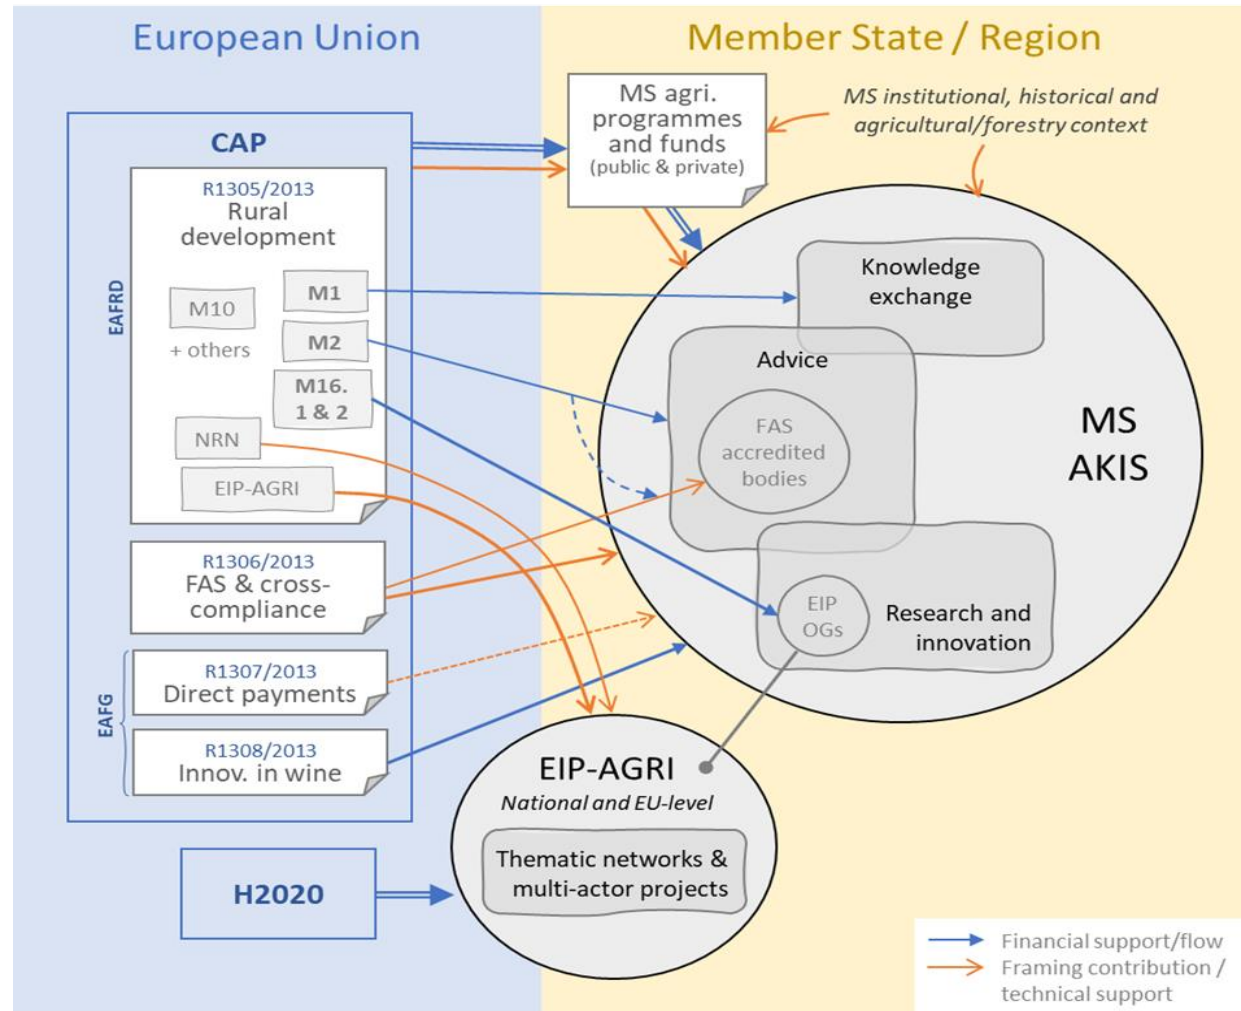 European Union
Member State / Region
CAP
R1305/2013
Rural
development
EAFRD
M10
+ others
M1
M2
M16.
1 & 2
NRN
EIP-AGRI
R1306/2013
FAS & cross-
compliance
EAFG
R1307/2013
Direct payments
R1308/2013
Innov. in wine
H2020
MS agri.
programmes
and funds
(public & private)
MS institutional, historical and
agricultural/forestry context
Knowledge
exchange
Advice
FAS
accredited
bodies
MS
AKIS
EIP
OGs
Research and
innovation
EIP-AGRI
National and EU-level
Thematic networks &
multi-actor projects
Financial support/flow
Framing contribution /
technical support